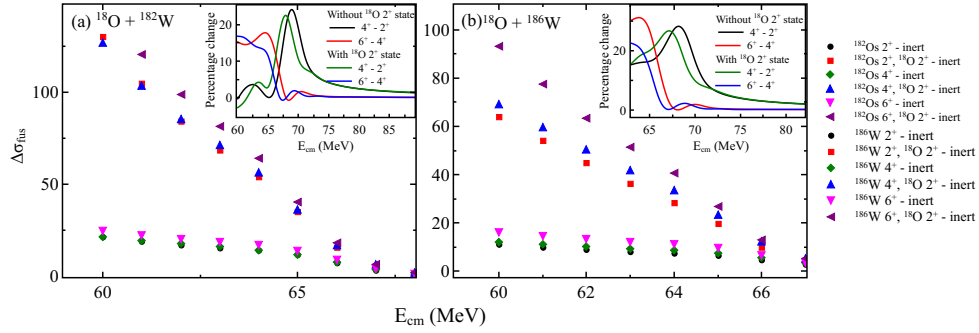 (a) ¹⁸O + ¹⁸²W
Δσ_fus
0
50
100
60
65
Percentage change
0
10
20
60 65 70 75 80 85
E_cm (MeV)
Without ¹⁸O 2⁺ state
4⁺ - 2⁺
6⁺ - 4⁺
With ¹⁸O 2⁺ state
4⁺ - 2⁺
6⁺ - 4⁺
(b) ¹⁸O + ¹⁸⁶W
0
20
40
60
80
100
60 62 64 66
Percentage change
0
10
20
30
65 70 75 80
E_cm (MeV)
Without ¹⁸O 2⁺ state
4⁺ - 2⁺
6⁺ - 4⁺
With ¹⁸O 2⁺ state
4⁺ - 2⁺
6⁺ - 4⁺
E_cm (MeV)
¹⁸²Os 2⁺ - inert
¹⁸²Os 2⁺, ¹⁸O 2⁺ - inert
¹⁸²Os 4⁺ - inert
¹⁸²Os 4⁺, ¹⁸O 2⁺ - inert
¹⁸²Os 6⁺ - inert
¹⁸²Os 6⁺, ¹⁸O 2⁺ - inert
¹⁸⁶W 2⁺ - inert
¹⁸⁶W 2⁺, ¹⁸O 2⁺ - inert
¹⁸⁶W 4⁺ - inert
¹⁸⁶W 4⁺, ¹⁸O 2⁺ - inert
¹⁸⁶W 6⁺ - inert
¹⁸⁶W 6⁺, ¹⁸O 2⁺ - inert